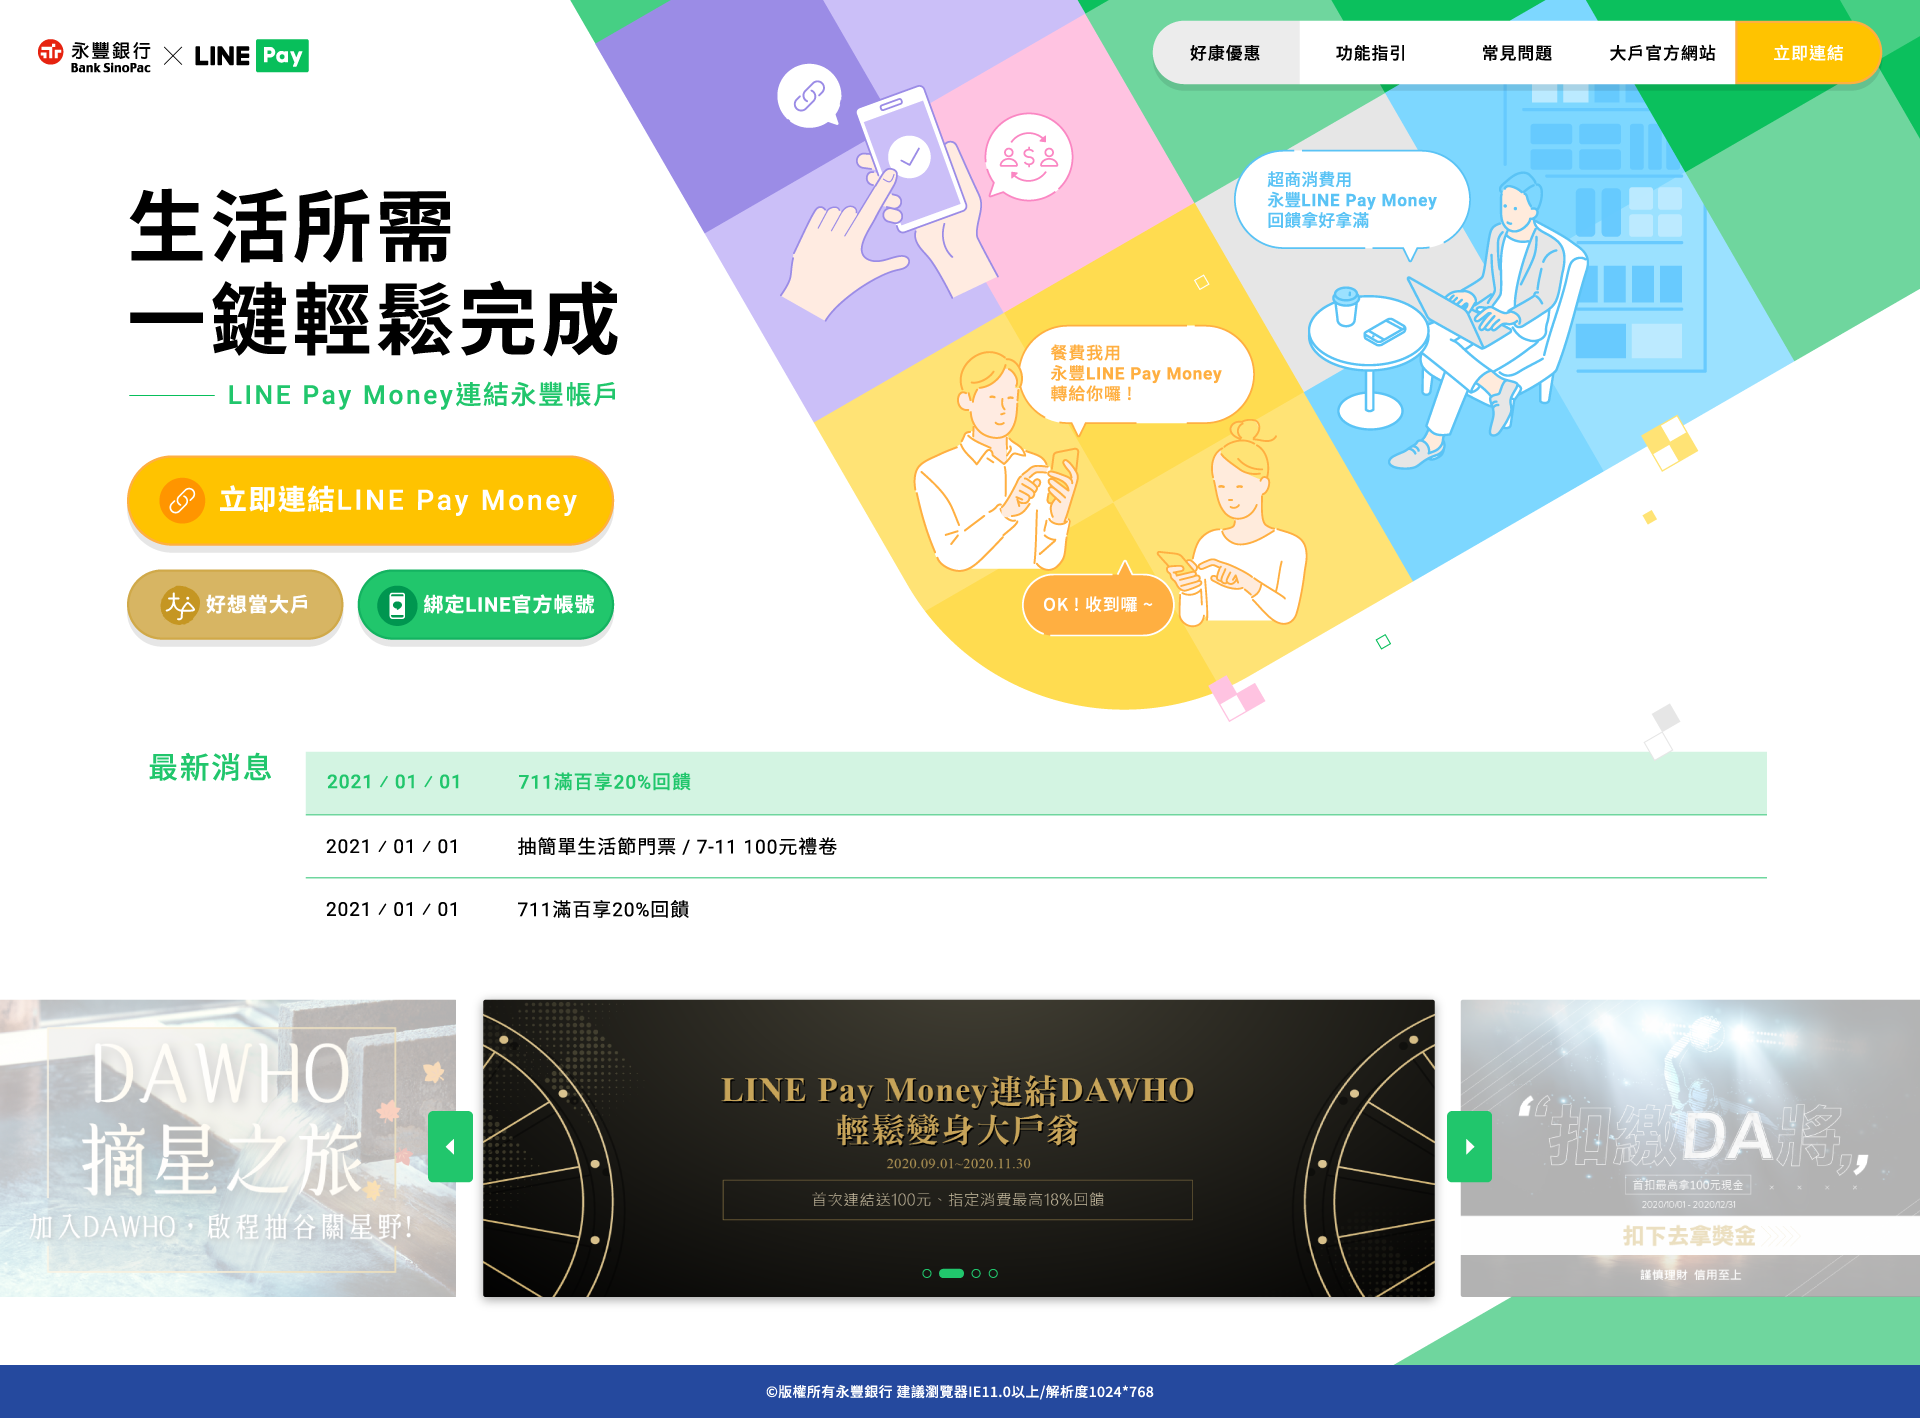 永豐銀行
Bank SinoPac
LINE Pay
好康優惠
功能指引
常見問題
大戶官方網站
立即連結
生活所需
一鍵輕鬆完成
LINE Pay Money連結永豐帳戶
立即連結LINE Pay Money
好想當大戶
綁定LINE官方帳號
超商消費用
永豐LINE Pay Money
回饋拿好拿滿
餐費我用
永豐LINE Pay Money
轉給你囉！
OK！收到囉 ~
最新消息
2021 / 01 / 01 711滿百享20%回饋
2021 / 01 / 01 抽簡單生活節門票 / 7-11 100元禮卷
2021 / 01 / 01 711滿百享20%回饋
DAWHO
摘星之旅
加入DAWHO，啟程抽谷關星野!
LINE Pay Money連結DAWHO
輕鬆變身大戶翁
2020.09.01~2020.11.30
首次連結送100元、指定消費最高18%回饋
“扣繳DA將”
首扣最高拿100元現金
2020/10/01 - 2020/12/31
扣下去拿獎金
謹慎理財 信用至上
©版權所有永豐銀行 建議瀏覽器IE11.0以上/解析度1024*768